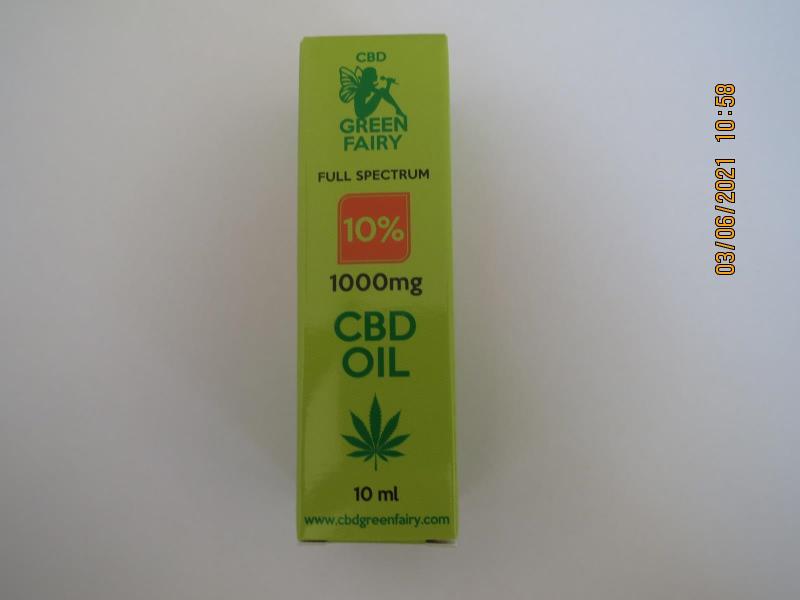 CBD
GREEN
FAIRY
FULL SPECTRUM
10%
1000mg
CBD
OIL
10 ml
www.cbdgreenfairy.com
03/06/2021 10:58